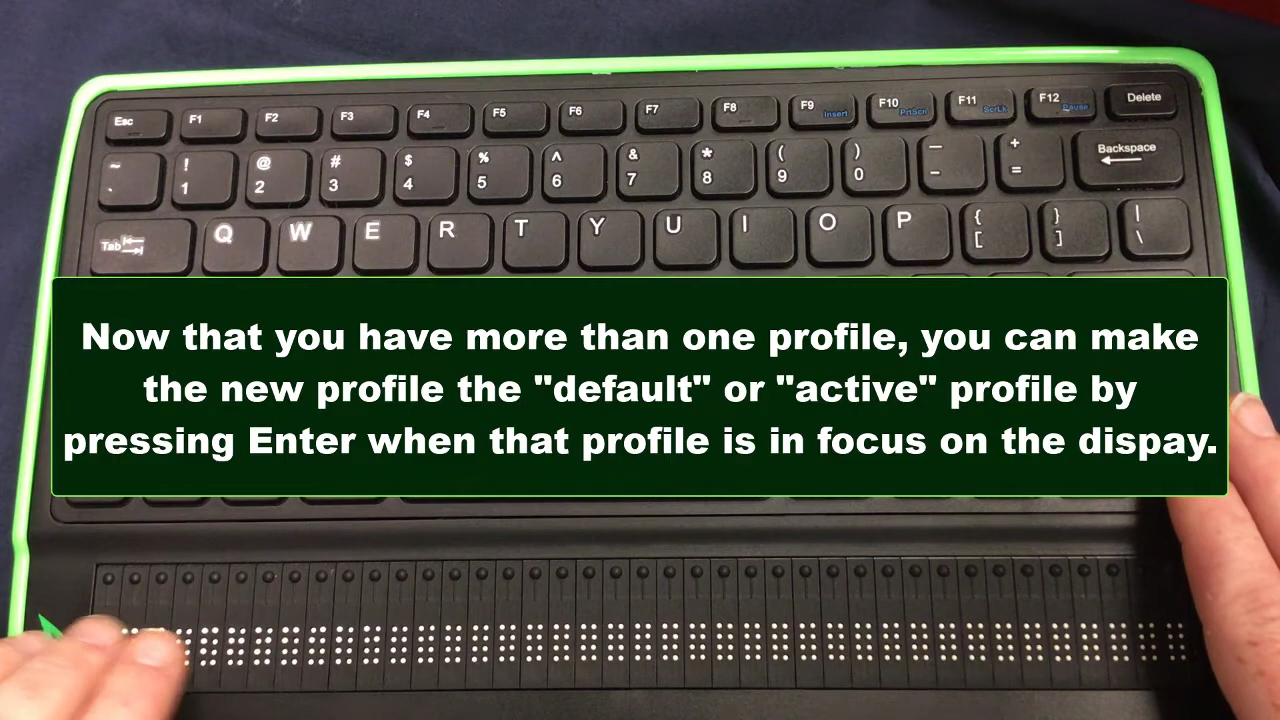 Esc F1 F2 F3 F4 F5 F6 F7 F8 F9 Insert F10 PrtScn F11 ScrLk F12 Pause Delete
~ ! @ # $ % ^ & * ( ) — + Backspace
` 1 2 3 4 5 6 7 8 9 0 - =
Tab Q W E R T Y U I O P { } |
[ ] \
Now that you have more than one profile, you can make
the new profile the "default" or "active" profile by
pressing Enter when that profile is in focus on the dispay.